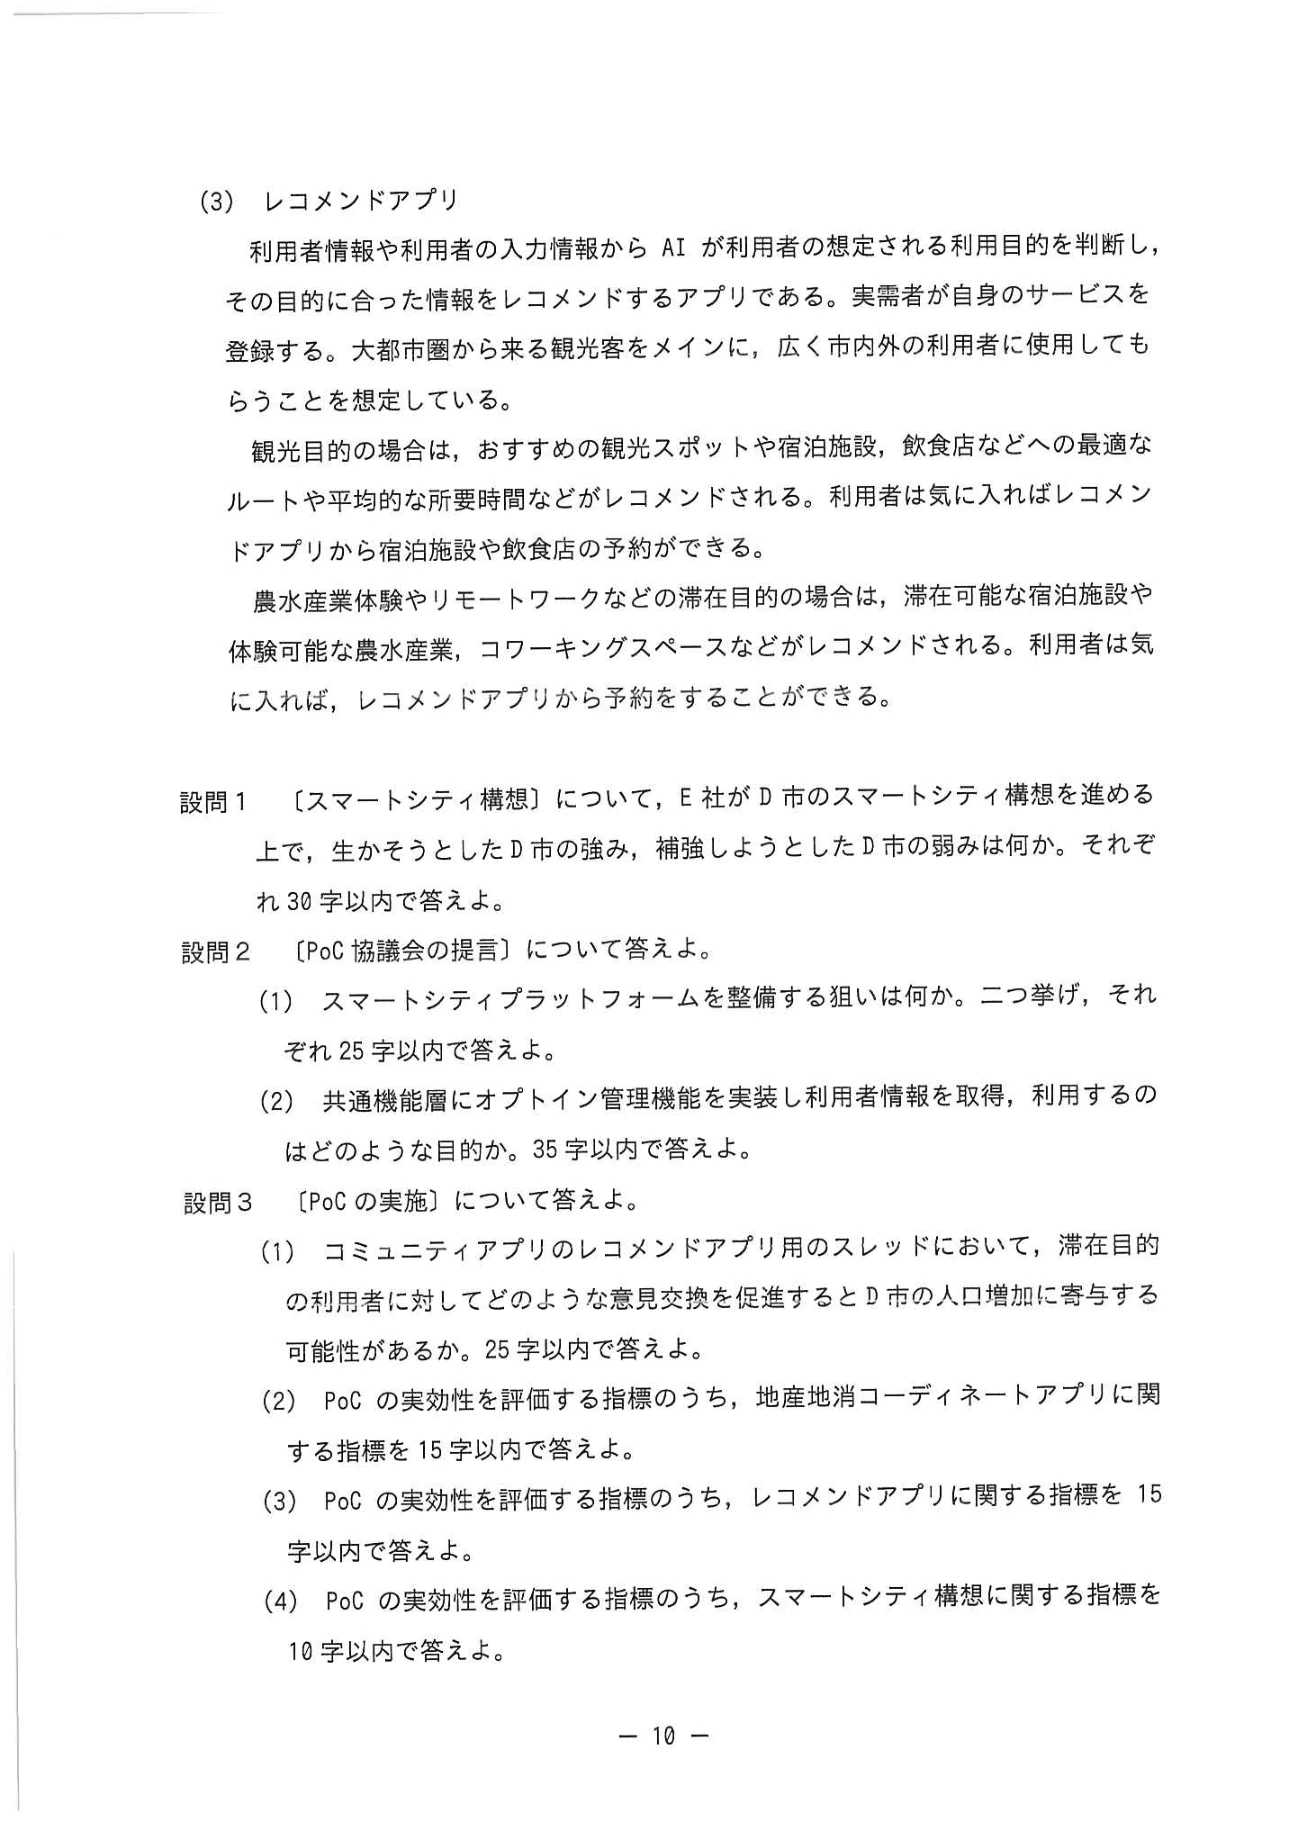 (3) レコメンドアプリ
利用者情報や利用者の入力情報から AI が利用者の想定される利用目的を判断し，
その目的に合った情報をレコメンドするアプリである。実需者が自身のサービスを
登録する。大都市圏から来る観光客をメインに，広く市内外の利用者に使用しても
らうことを想定している。
観光目的の場合は，おすすめの観光スポットや宿泊施設，飲食店などへの最適な
ルートや平均的な所要時間などがレコメンドされる。利用者は気に入ればレコメン
ドアプリから宿泊施設や飲食店の予約ができる。
農水産業体験やリモートワークなどの滞在目的の場合は，滞在可能な宿泊施設や
体験可能な農水産業，コワーキングスペースなどがレコメンドされる。利用者は気
に入れば，レコメンドアプリから予約をすることができる。
設問1 〔スマートシティ構想〕について，E 社が D 市のスマートシティ構想を進める
上で，生かそうとした D 市の強み，補強しようとした D 市の弱みは何か。それぞ
れ 30 字以内で答えよ。
設問2 〔PoC 協議会の提言〕について答えよ。
(1) スマートシティプラットフォームを整備する狙いは何か。二つ挙げ，それ
ぞれ 25 字以内で答えよ。
(2) 共通機能層にオプトイン管理機能を実装し利用者情報を取得，利用するの
はどのような目的か。35 字以内で答えよ。
設問3 〔PoC の実施〕について答えよ。
(1) コミュニティアプリのレコメンドアプリ用のスレッドにおいて，滞在目的
の利用者に対してどのような意見交換を促進すると D 市の人口増加に寄与する
可能性があるか。25 字以内で答えよ。
(2) PoC の実効性を評価する指標のうち，地産地消コーディネートアプリに関
する指標を 15 字以内で答えよ。
(3) PoC の実効性を評価する指標のうち，レコメンドアプリに関する指標を 15
字以内で答えよ。
(4) PoC の実効性を評価する指標のうち，スマートシティ構想に関する指標を
10 字以内で答えよ。
— 10 —